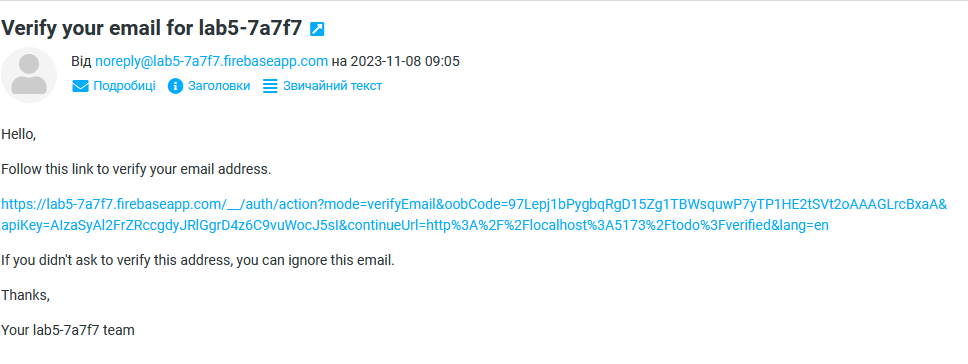 Verify your email for lab5-7a7f7
Від noreply@lab5-7a7f7.firebaseapp.com на 2023-11-08 09:05
Подробиці Заголовки Звичайний текст
Hello,
Follow this link to verify your email address.
https://lab5-7a7f7.firebaseapp.com/__/auth/action?mode=verifyEmail&oobCode=97Lepj1bPygbqRgD15Zg1TBWsquwP7yTP1HE2tSVt2oAAAGLrcBxaA&
apiKey=AIzaSyAl2FrZRccgdyJRlGgrD4z6C9vuWocJ5sI&continueUrl=http%3A%2F%2Flocalhost%3A5173%2Ftodo%3Fverified&lang=en
If you didn't ask to verify this address, you can ignore this email.
Thanks,
Your lab5-7a7f7 team